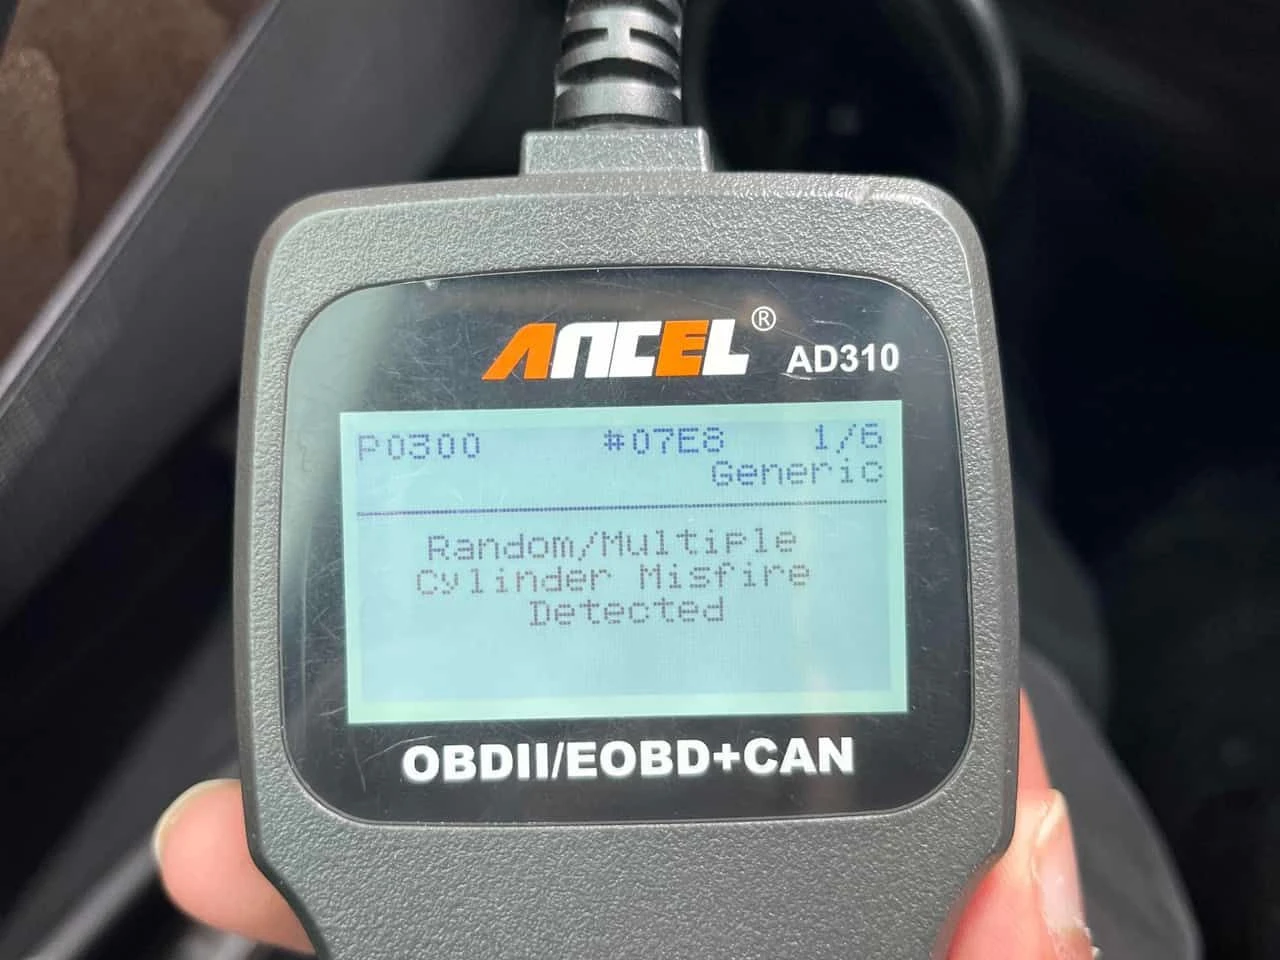 ANCEL® AD310
P0300 #07E8 1/6
Generic
Random/Multiple
Cylinder Misfire
Detected
OBDII/EOBD+CAN